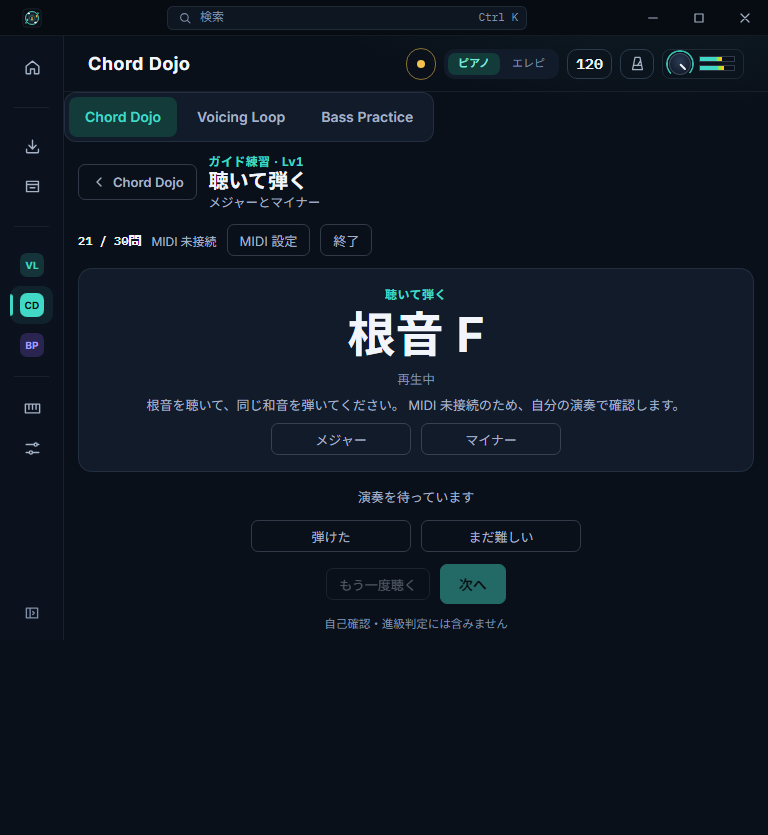 検索
Ctrl K
Chord Dojo
ピアノ
エレピ
120
Chord Dojo
Voicing Loop
Bass Practice
Chord Dojo
ガイド練習 · Lv1
聴いて弾く
メジャーとマイナー
21 / 30問
MIDI 未接続
MIDI 設定
終了
VL
CD
BP
聴いて弾く
根音 F
再生中
根音を聴いて、同じ和音を弾いてください。 MIDI 未接続のため、自分の演奏で確認します。
メジャー
マイナー
演奏を待っています
弾けた
まだ難しい
もう一度聴く
次へ
自己確認・進級判定には含みません